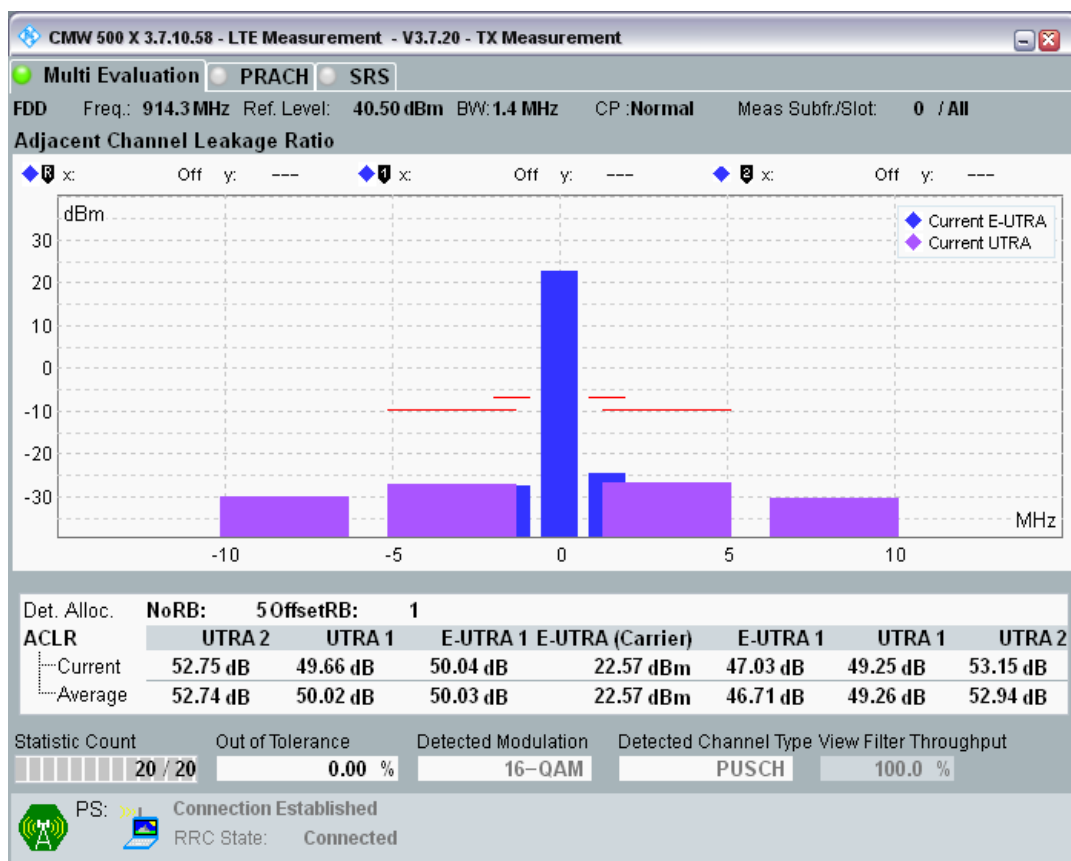 CMW 500 X 3.7.10.58 - LTE Measurement - V3.7.20 - TX Measurement
Multi Evaluation PRACH SRS
FDD Freq.: 914.3 MHz Ref. Level: 40.50 dBm BW: 1.4 MHz CP :Normal Meas Subfr./Slot: 0 / All
Adjacent Channel Leakage Ratio
R x: Off y: --- 1 x: Off y: --- 2 x: Off y: ---
dBm
Current E-UTRA
Current UTRA
30
20
10
0
-10
-20
-30
MHz
-10 -5 0 5 10
Det. Alloc. NoRB: 5 OffsetRB: 1
ACLR UTRA 2 UTRA 1 E-UTRA 1 E-UTRA (Carrier) E-UTRA 1 UTRA 1 UTRA 2
Current 52.75 dB 49.66 dB 50.04 dB 22.57 dBm 47.03 dB 49.25 dB 53.15 dB
Average 52.74 dB 50.02 dB 50.03 dB 22.57 dBm 46.71 dB 49.26 dB 52.94 dB
Statistic Count Out of Tolerance Detected Modulation Detected Channel Type View Filter Throughput
20 / 20 0.00 % 16-QAM PUSCH 100.0 %
PS: Connection Established
RRC State: Connected